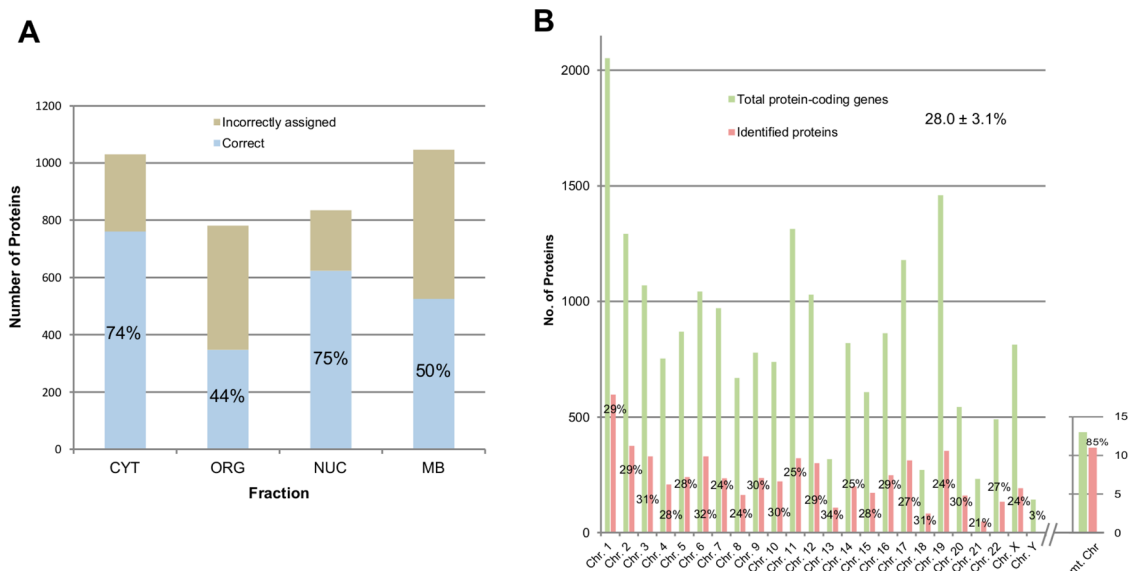 A
Number of Proteins
1200
1000
800
600
400
200
0
Incorrectly assigned
Correct
74%
44%
75%
50%
CYT ORG NUC MB
Fraction
B
No. of Proteins
2000
1500
1000
500
0
Total protein-coding genes
Identified proteins
28.0 ± 3.1%
29%
29%
31%
28%
28%
32%
24%
24%
30%
30%
25%
29%
34%
25%
28%
29%
27%
31%
24%
30%
21%
27%
24%
3%
Chr. 1
Chr. 2
Chr. 3
Chr. 4
Chr. 5
Chr. 6
Chr. 7
Chr. 8
Chr. 9
Chr. 10
Chr. 11
Chr. 12
Chr. 13
Chr. 14
Chr. 15
Chr. 16
Chr. 17
Chr. 18
Chr. 19
Chr. 20
Chr. 21
Chr. 22
Chr. X
Chr. Y
85%
15
10
5
0
mt. Chr